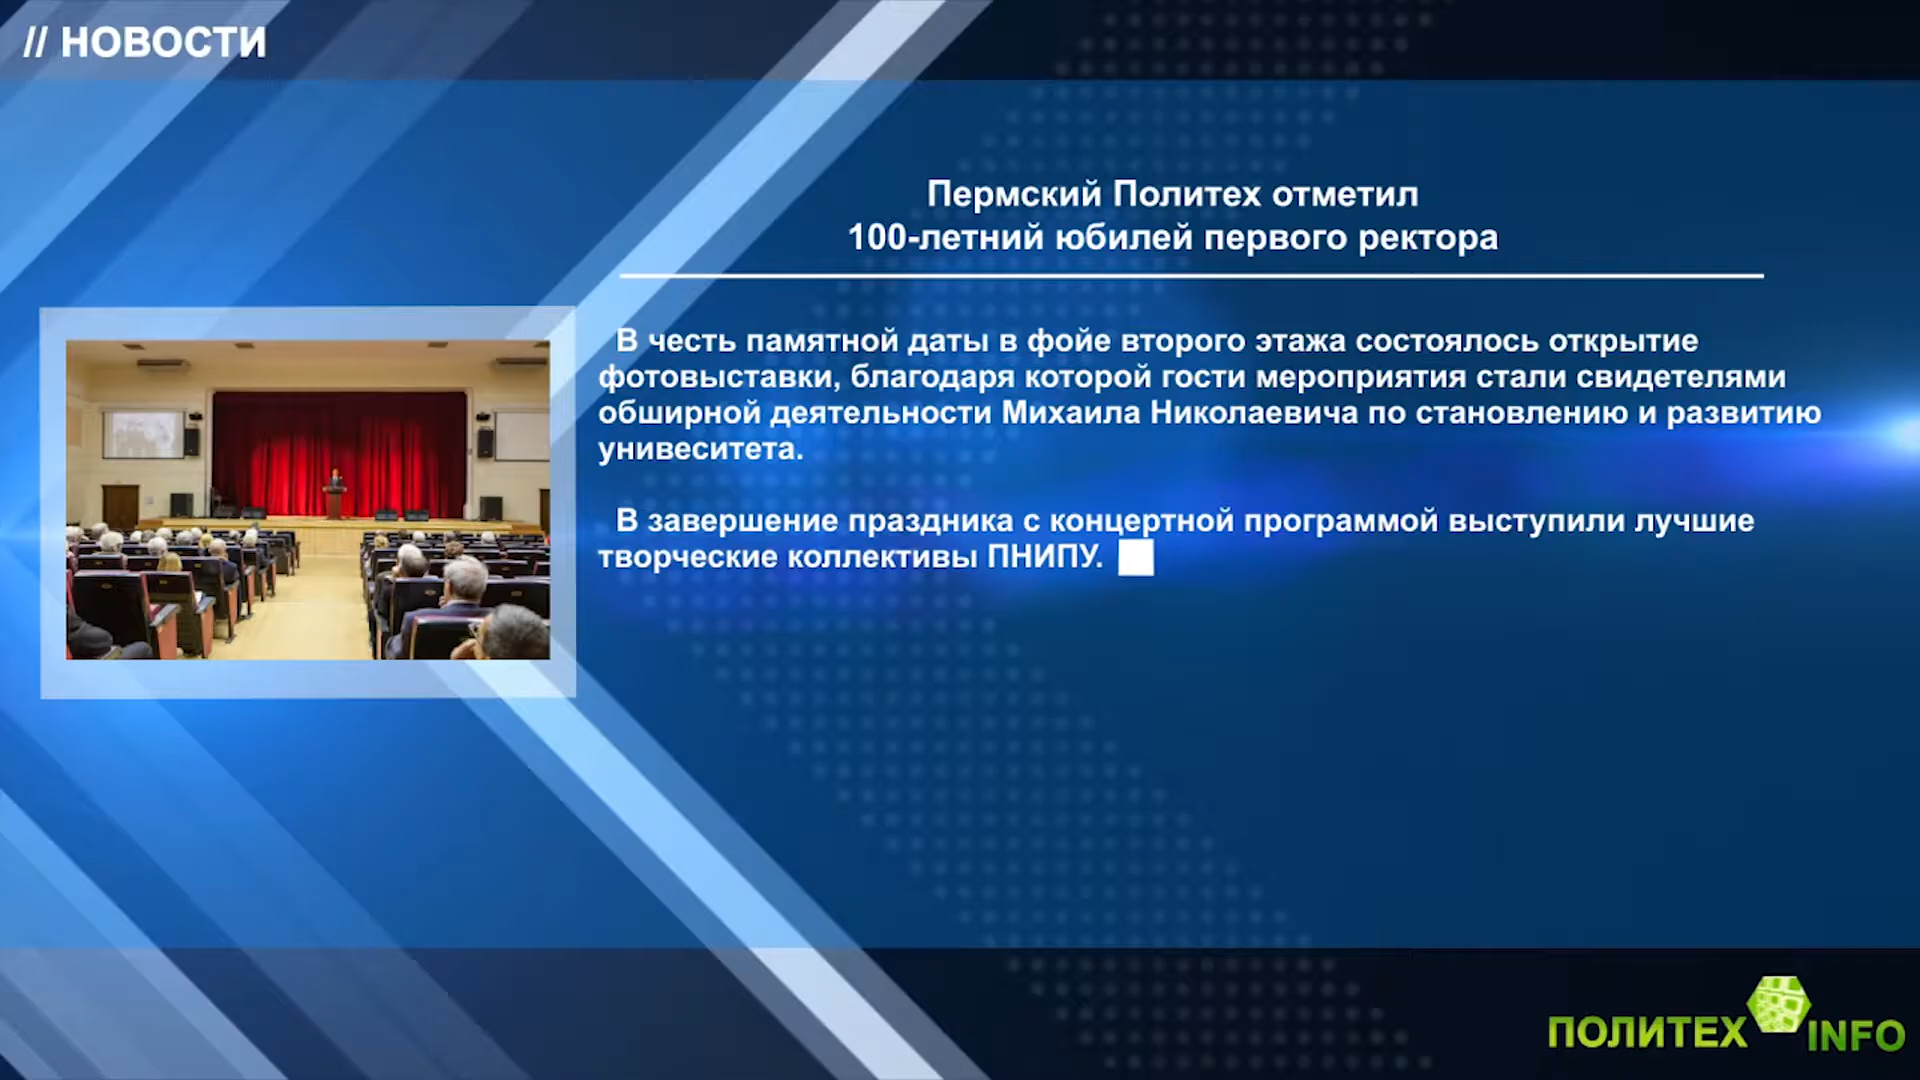 // НОВОСТИ
Пермский Политех отметил
100-летний юбилей первого ректора
В честь памятной даты в фойе второго этажа состоялось открытие
фотовыставки, благодаря которой гости мероприятия стали свидетелями
обширной деятельности Михаила Николаевича по становлению и развитию
унивеситета.
В завершение праздника с концертной программой выступили лучшие
творческие коллективы ПНИПУ.
ПОЛИТЕХ INFO